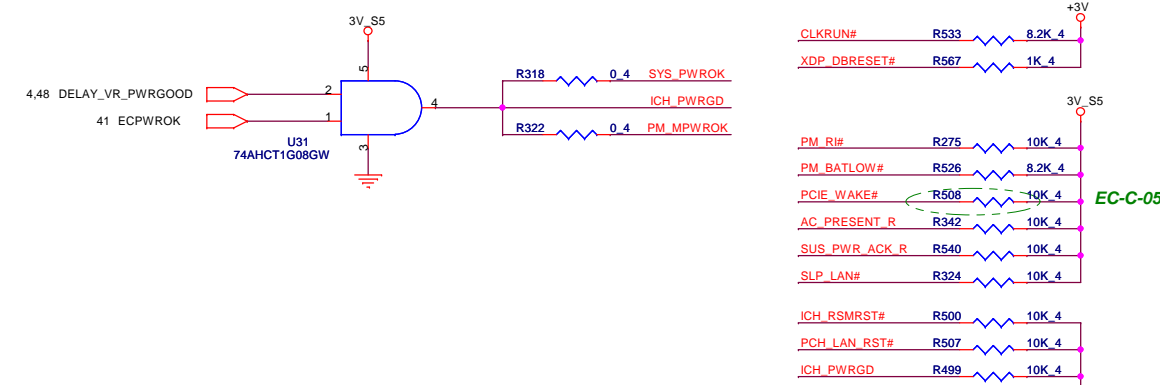 3V_S5
5
4,48 DELAY_VR_PWRGOOD 2
41 ECPWROK 1
4
3
U31
74AHCT1G08GW
R318 0_4 SYS_PWROK
ICH_PWRGD
R322 0_4 PM_MPWROK
+3V
CLKRUN# R533 8.2K_4
XDP_DBRESET# R567 1K_4
3V_S5
PM_RI# R275 10K_4
PM_BATLOW# R526 8.2K_4
PCIE_WAKE# R508 10K_4 EC-C-05
AC_PRESENT_R R342 10K_4
SUS_PWR_ACK_R R540 10K_4
SLP_LAN# R324 10K_4
ICH_RSMRST# R500 10K_4
PCH_LAN_RST# R507 10K_4
ICH_PWRGD R499 10K_4